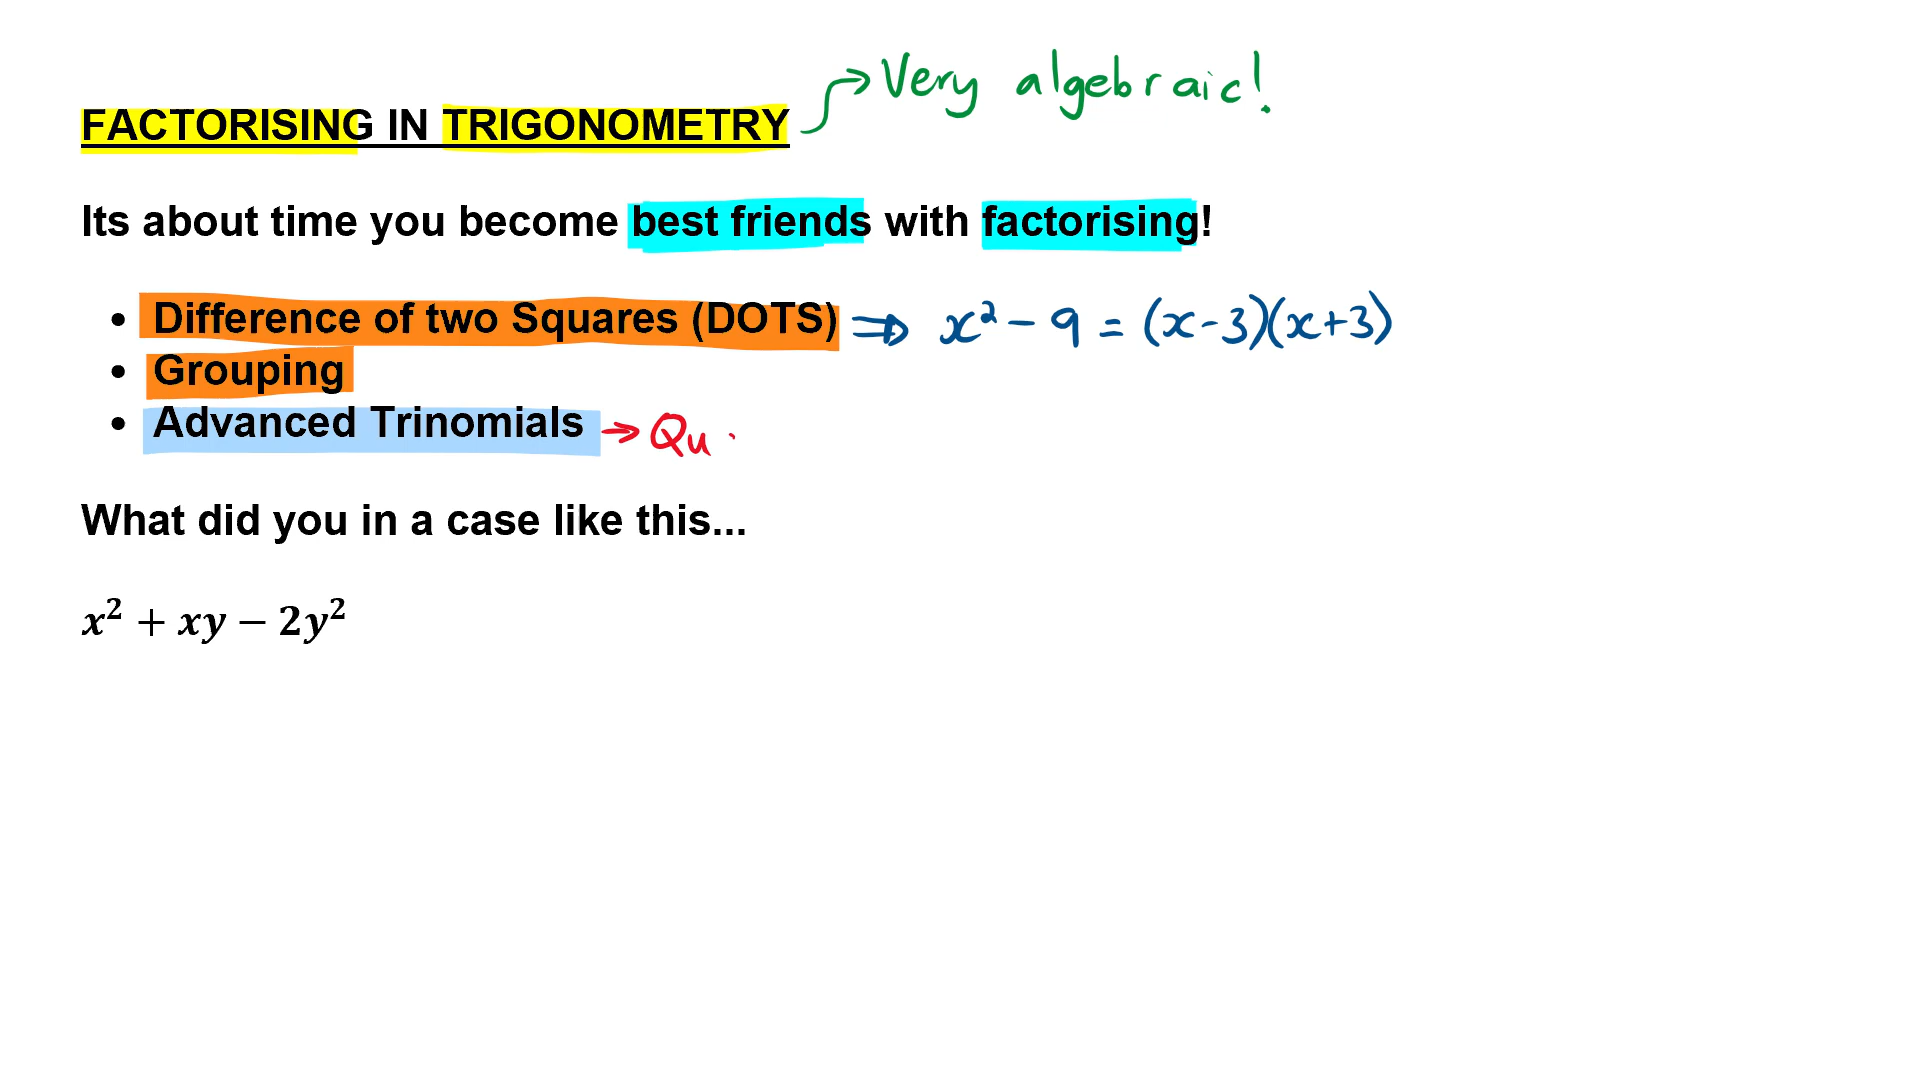 Very algebraic!
FACTORISING IN TRIGONOMETRY
Its about time you become best friends with factorising!
• Difference of two Squares (DOTS) ⇒ x² - 9 = (x-3)(x+3)
• Grouping
• Advanced Trinomials → Qu
What did you in a case like this...
x² + xy − 2y²